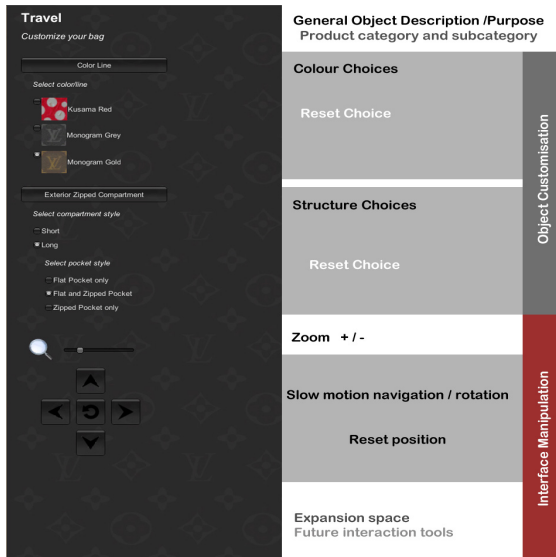 Travel
Customize your bag
Color Line
Select color/line
Kusama Red
Monogram Grey
Monogram Gold
Exterior Zipped Compartment
Select compartment style
Short
Long
Select pocket style
Flat Pocket only
Flat and Zipped Pocket
Zipped Pocket only
General Object Description /Purpose
Product category and subcategory
Colour Choices
Reset Choice
Structure Choices
Reset Choice
Zoom + / -
Slow motion navigation / rotation
Reset position
Expansion space
Future interaction tools
Object Customisation
Interface Manipulation